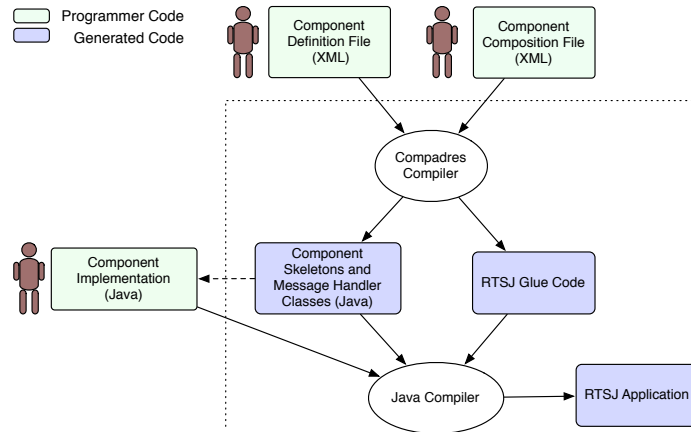 Programmer Code
Generated Code
Component
Definition File
(XML)
Component
Composition File
(XML)
Compadres
Compiler
Component
Implementation
(Java)
Component
Skeletons and
Message Handler
Classes (Java)
RTSJ Glue Code
Java Compiler
RTSJ Application